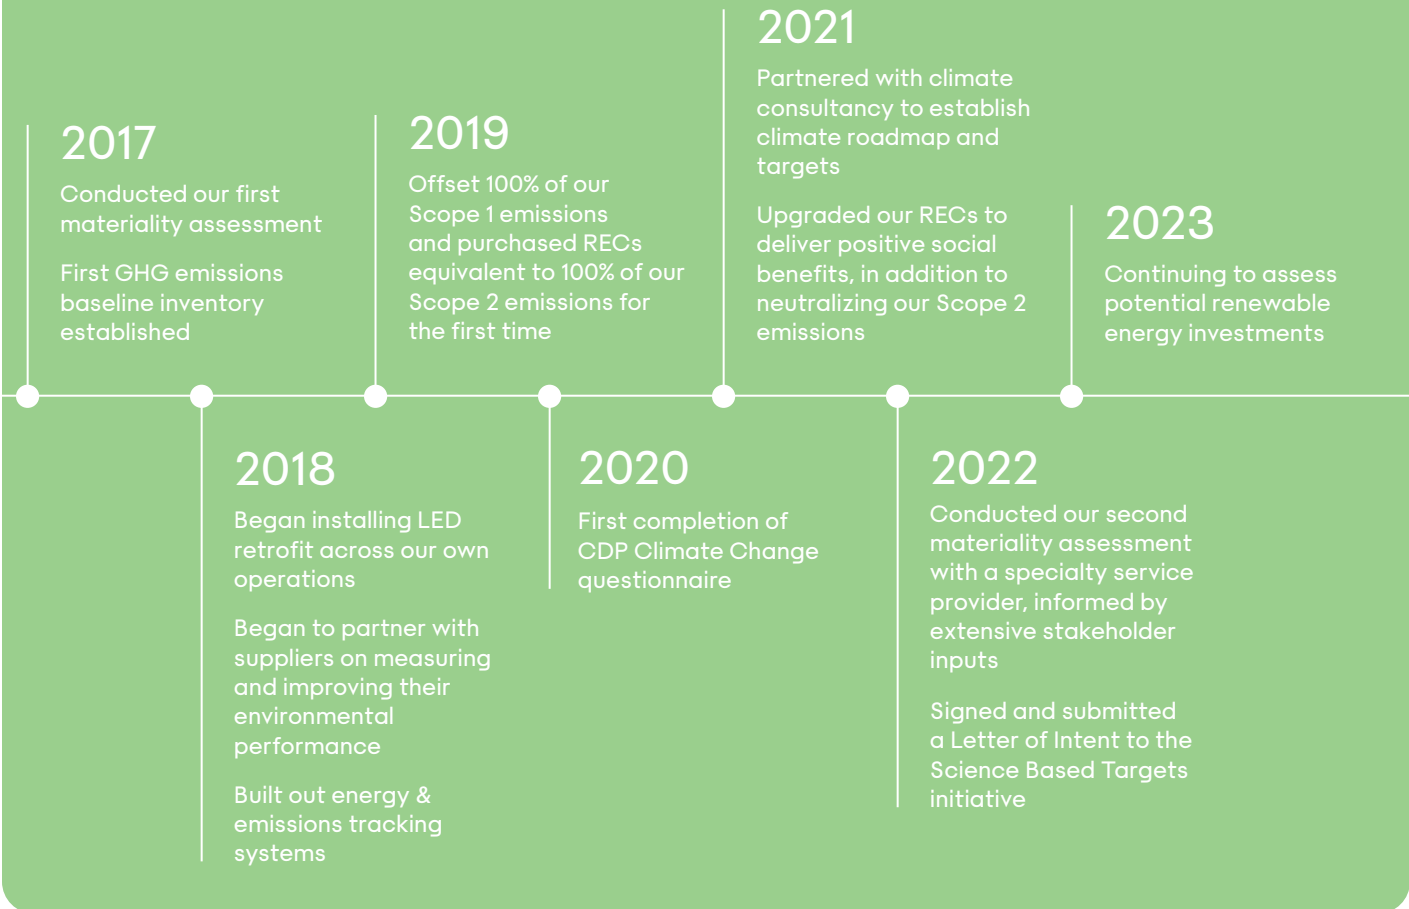 2017
Conducted our first
materiality assessment
First GHG emissions
baseline inventory
established
2018
Began installing LED
retrofit across our own
operations
Began to partner with
suppliers on measuring
and improving their
environmental
performance
Built out energy &
emissions tracking
systems
2019
Offset 100% of our
Scope 1 emissions
and purchased RECs
equivalent to 100% of our
Scope 2 emissions for
the first time
2020
First completion of
CDP Climate Change
questionnaire
2021
Partnered with climate
consultancy to establish
climate roadmap and
targets
Upgraded our RECs to
deliver positive social
benefits, in addition to
neutralizing our Scope 2
emissions
2022
Conducted our second
materiality assessment
with a specialty service
provider, informed by
extensive stakeholder
inputs
Signed and submitted
a Letter of Intent to the
Science Based Targets
initiative
2023
Continuing to assess
potential renewable
energy investments